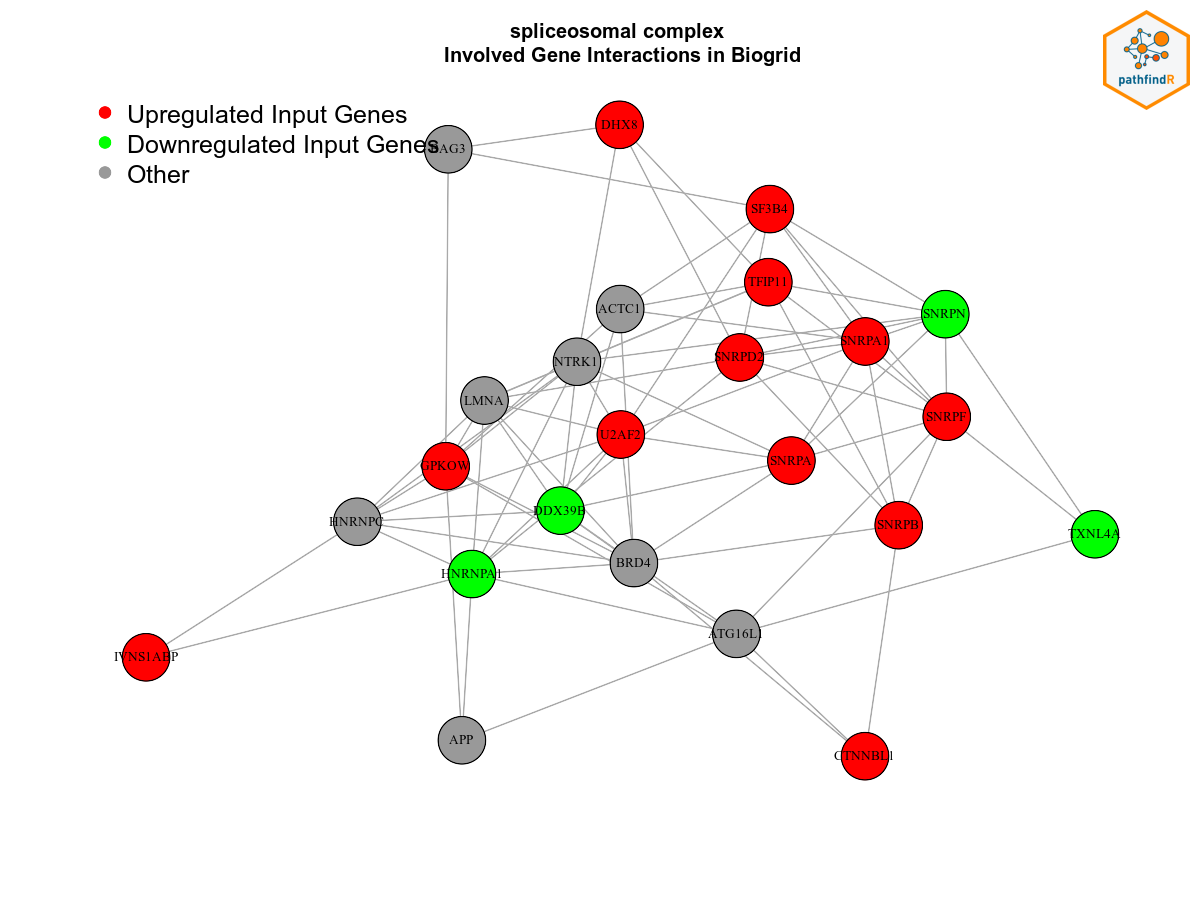 spliceosomal complex
Involved Gene Interactions in Biogrid
pathfindR
Upregulated Input Genes
Downregulated Input Genes
Other
DHX8
BAG3
SF3B4
TFIP11
ACTC1
SNRPN
SNRPA1
SNRPD2
NTRK1
LMNA
SNRPF
U2AF2
SNRPA
GPKOW
DDX39B
HNRNPC
SNRPB
TXNL4A
BRD4
HNRNPA1
ATG16L1
IVNS1ABP
APP
CTNNBL1